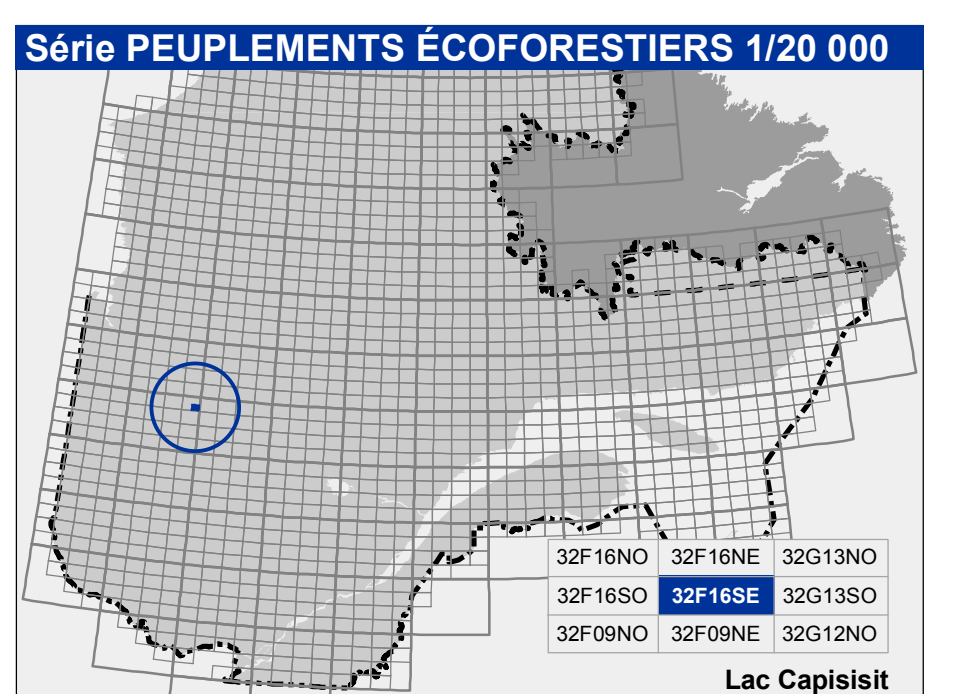 Série PEUPLEMENTS ÉCOFORESTIERS 1/20 000
32F16NO 32F16NE 32G13NO
32F16SO 32F16SE 32G13SO
32F09NO 32F09NE 32G12NO
Lac Capisisit